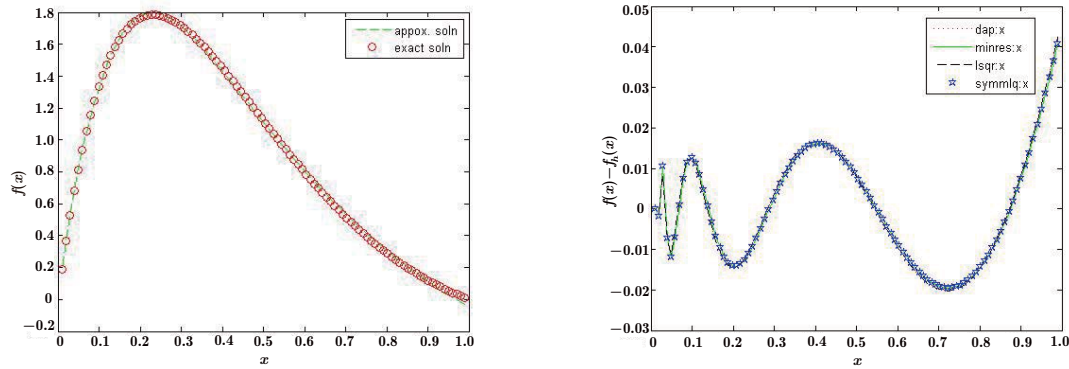 1.8
1.6
1.4
1.2
1.0
0.8
0.6
0.4
0.2
0
−0.2
f(x)
appox. soln
exact soln
0 0.1 0.2 0.3 0.4 0.5 0.6 0.7 0.8 0.9 1.0
x
0.05
0.04
0.03
0.02
0.01
0
−0.01
−0.02
−0.03
f(x)−f_h(x)
dap:x
minres:x
lsqr:x
symmlq:x
0 0.1 0.2 0.3 0.4 0.5 0.6 0.7 0.8 0.9 1.0
x